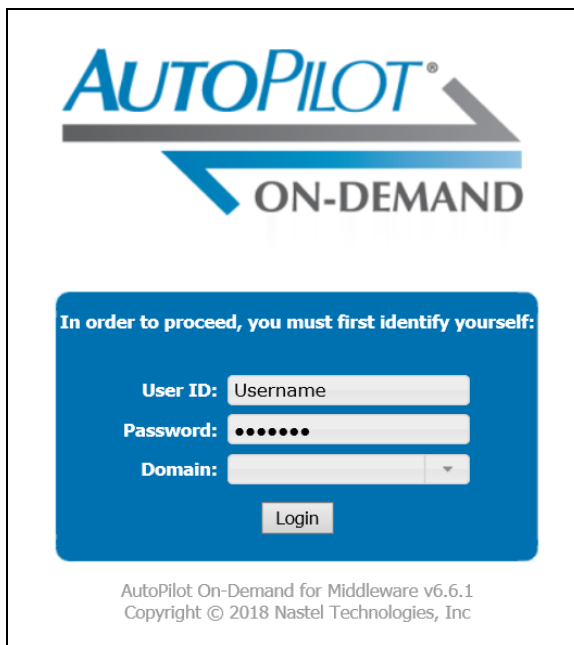 AUTOPILOT®
ON-DEMAND
In order to proceed, you must first identify yourself:
User ID: Username
Password: ●●●●●●●
Domain:
Login
AutoPilot On-Demand for Middleware v6.6.1
Copyright © 2018 Nastel Technologies, Inc